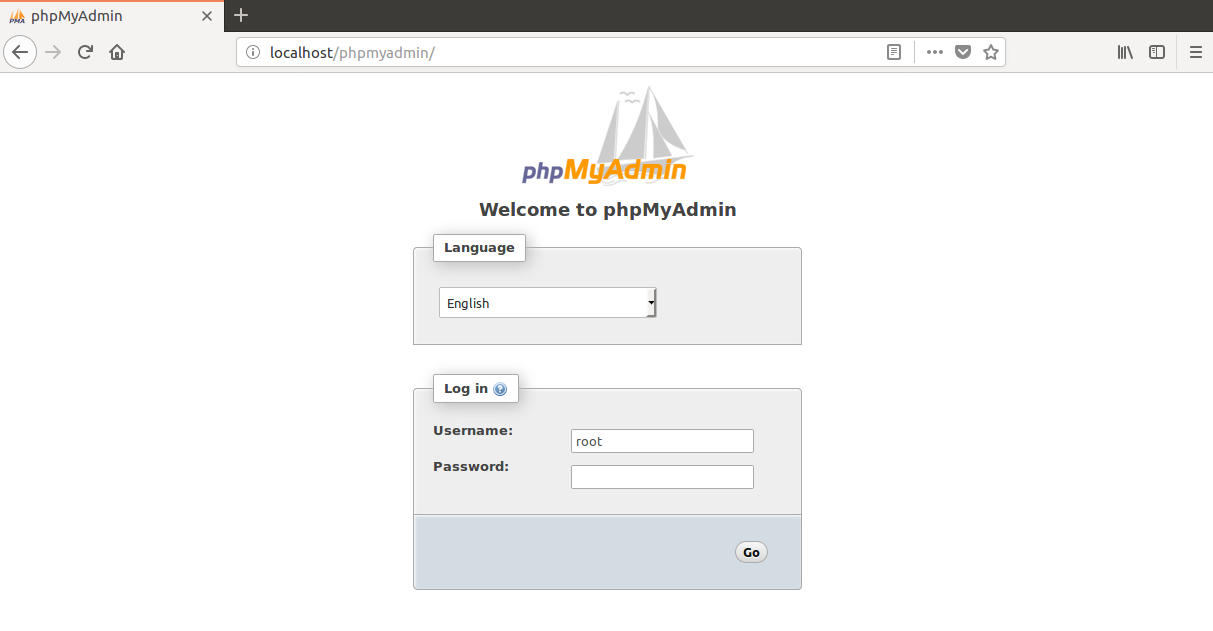 phpMyAdmin
localhost/phpmyadmin/
phpMyAdmin
Welcome to phpMyAdmin
Language
English
Log in
Username:
root
Password:
Go